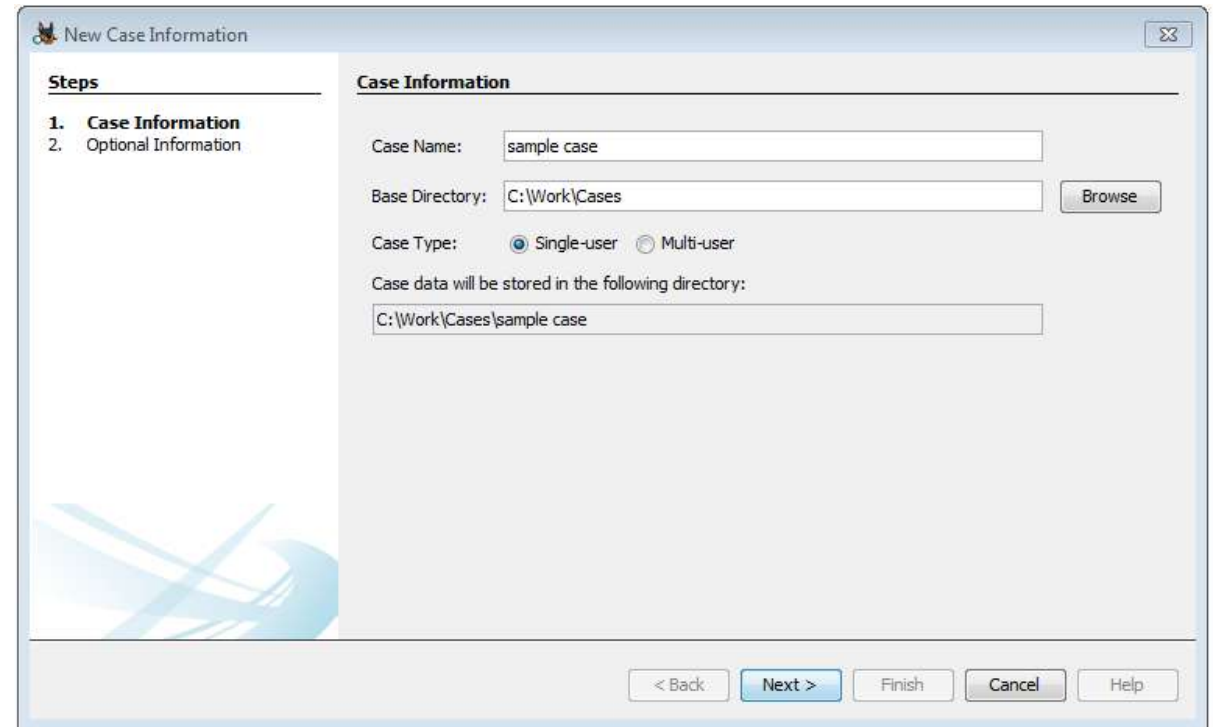 New Case Information
Steps
1. Case Information
2. Optional Information
Case Information
Case Name: sample case
Base Directory: C:\Work\Cases Browse
Case Type: Single-user Multi-user
Case data will be stored in the following directory:
C:\Work\Cases\sample case
< Back Next > Finish Cancel Help